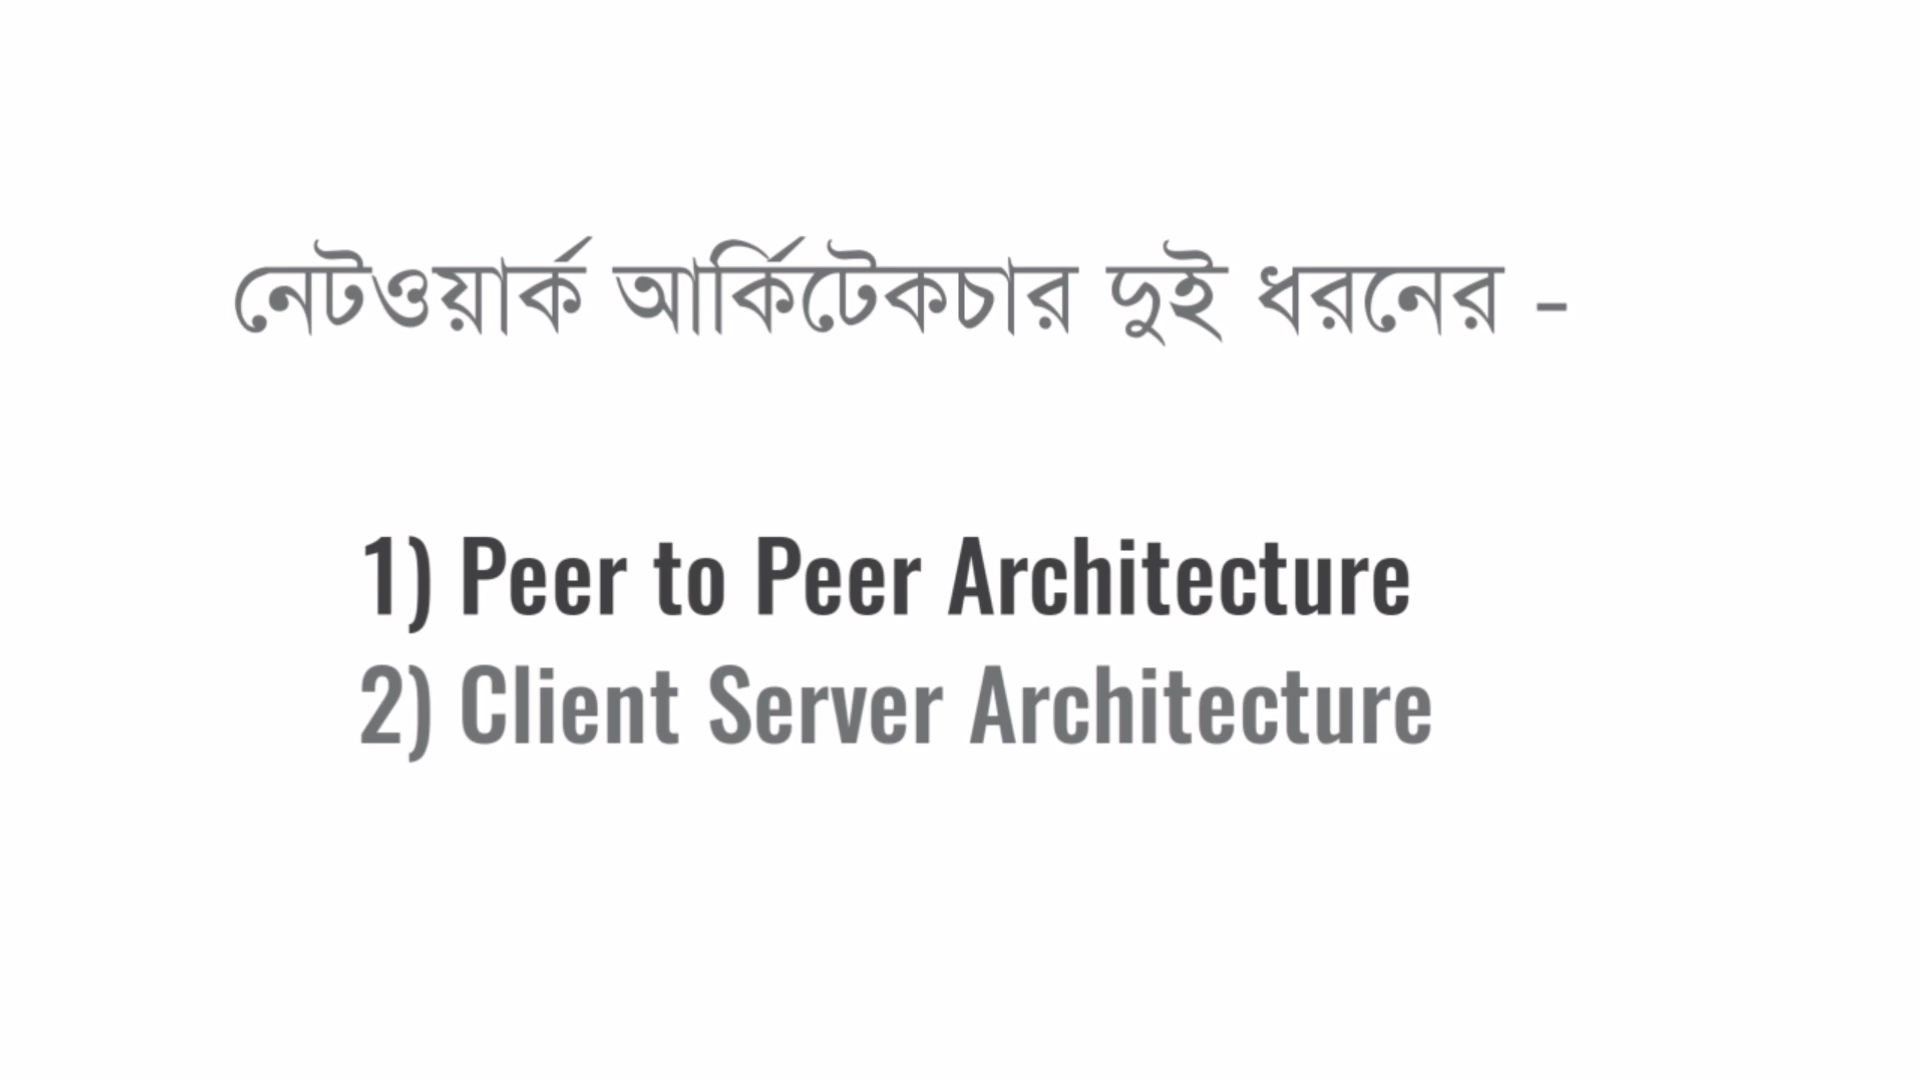 নেটওয়ার্ক আর্কিটেকচার দুই ধরনের -
1) Peer to Peer Architecture
2) Client Server Architecture